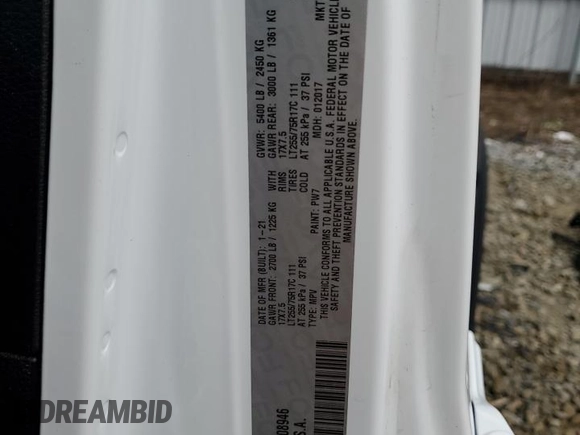 DATE OF MFR (BUILT): 1-21 GVWR: 5400 LB / 2450 KG
GAWR FRONT: 2700 LB / 1225 KG WITH GAWR REAR: 3000 LB / 1361 KG
17X7.5 RIMS 17X7.5
LT255/75R17C 111 TIRES LT255/75R17C 111
AT 255 kPa / 37 PSI COLD AT 255 kPa / 37 PSI
TYPE: MPV PAINT: PW7 MDH: 012017 MKT
THIS VEHICLE CONFORMS TO ALL APPLICABLE U.S.A. FEDERAL MOTOR VEHICLE
SAFETY AND THEFT PREVENTION STANDARDS IN EFFECT ON THE DATE OF
MANUFACTURE SHOWN ABOVE.
08946
S.A.
DREAMBID